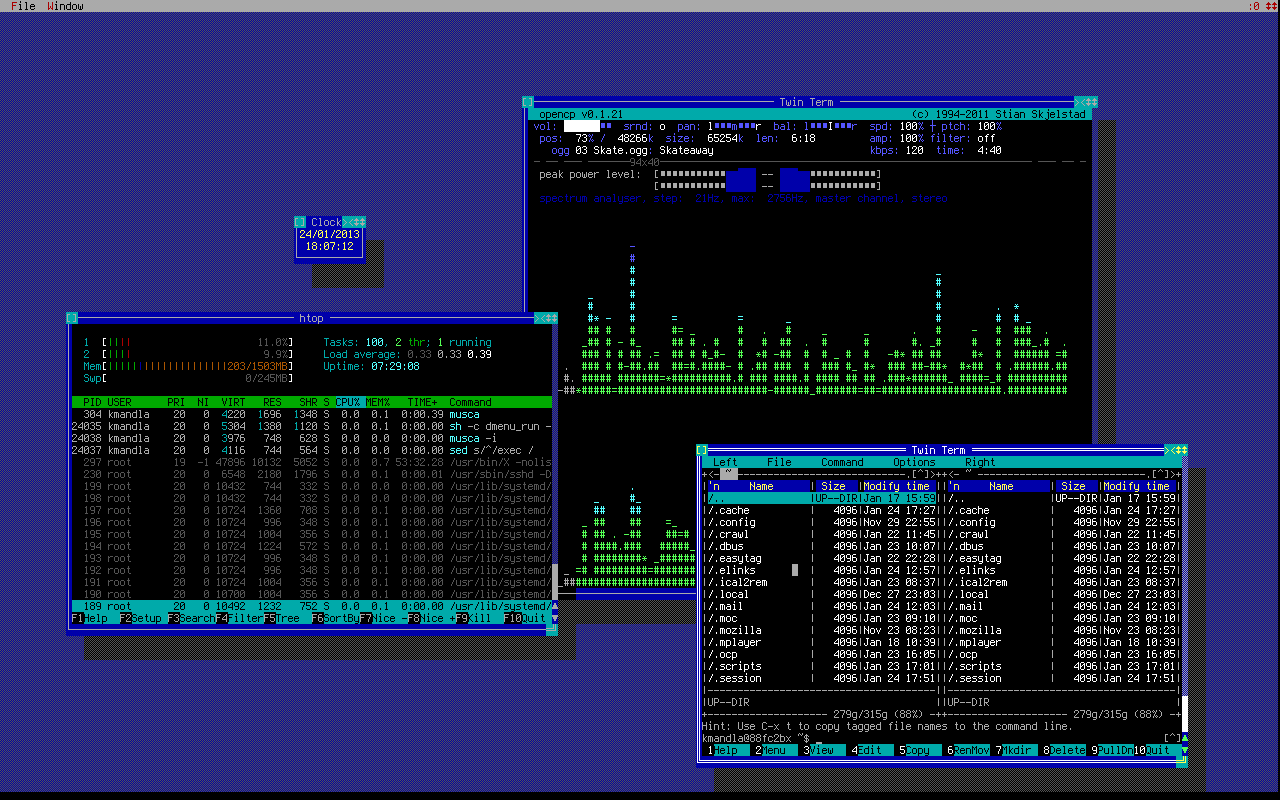 File Window :0
Twin Term
opencp v0.1.21 (c) 1994-2011 Stian Skjelstad
vol: srnd: o pan: l m r bal: l I r spd: 100% ptch: 100%
pos: 73% / 48266k size: 65254k len: 6:18 amp: 100% filter: off
ogg 03 Skate.ogg: Skateaway kbps: 120 time: 4:40
94x40
peak power level: [ -- ]
[ -- ]
spectrum analyser, step: 21Hz, max: 2756Hz, master channel, stereo
Clock
24/01/2013
18:07:12
htop
1 [|||| 11.0%] Tasks: 100, 2 thr; 1 running
2 [|||| 9.9%] Load average: 0.33 0.33 0.39
Mem[||||||||||||||||||||203/1503MB] Uptime: 07:29:08
Swp[ 0/245MB]
PID USER PRI NI VIRT RES SHR S CPU% MEM% TIME+ Command
304 kmandla 20 0 4220 1696 1348 S 0.0 0.1 0:00.39 musca
24035 kmandla 20 0 5304 1380 1120 S 0.0 0.1 0:00.00 sh -c dmenu_run -
24038 kmandla 20 0 3976 748 628 S 0.0 0.0 0:00.00 musca -i
24037 kmandla 20 0 4116 744 564 S 0.0 0.0 0:00.00 sed s/^/exec /
297 root 19 -1 47896 10132 5052 S 0.0 0.7 53:32.28 /usr/bin/X -nolis
230 root 20 0 6548 2180 1796 S 0.0 0.1 0:00.01 /usr/bin/sshd -D
199 root 20 0 10432 744 332 S 0.0 0.0 0:00.00 /usr/lib/systemd/
198 root 20 0 10432 744 332 S 0.0 0.0 0:00.00 /usr/lib/systemd/
197 root 20 0 10724 1360 708 S 0.0 0.1 0:00.00 /usr/lib/systemd/
196 root 20 0 10724 996 348 S 0.0 0.1 0:00.00 /usr/lib/systemd/
195 root 20 0 10724 1004 356 S 0.0 0.1 0:00.00 /usr/lib/systemd/
194 root 20 0 10724 1224 572 S 0.0 0.1 0:00.00 /usr/lib/systemd/
193 root 20 0 10724 996 348 S 0.0 0.1 0:00.00 /usr/lib/systemd/
192 root 20 0 10724 996 348 S 0.0 0.1 0:00.00 /usr/lib/systemd/
191 root 20 0 10724 1004 356 S 0.0 0.1 0:00.00 /usr/lib/systemd/
190 root 20 0 10700 1004 356 S 0.0 0.1 0:00.00 /usr/lib/systemd/
189 root 20 0 10492 1232 752 S 0.0 0.1 0:00.00 /usr/lib/systemd/
F1Help F2Setup F3SearchF4FilterF5Tree F6SortByF7Nice -F8Nice +F9Kill F10Quit
Twin Term
Left File Command Options Right
+<- ~ .[^]>++<- ~ .[^]>+
|'n Name | Size |Modify time||'n Name | Size |Modify time|
|/.. |UP--DIR|Jan 17 15:59||/.. |UP--DIR|Jan 17 15:59|
|/.cache | 4096|Jan 24 17:27||/.cache | 4096|Jan 24 17:27|
|/.config | 4096|Nov 29 22:55||/.config | 4096|Nov 29 22:55|
|/.crawl | 4096|Jan 22 11:45||/.crawl | 4096|Jan 22 11:45|
|/.dbus | 4096|Jan 23 10:07||/.dbus | 4096|Jan 23 10:07|
|/.easytag | 4096|Jan 22 22:28||/.easytag | 4096|Jan 22 22:28|
|/.elinks | 4096|Jan 24 12:57||/.elinks | 4096|Jan 24 12:57|
|/.ical2rem | 4096|Jan 23 08:37||/.ical2rem | 4096|Jan 23 08:37|
|/.local | 4096|Dec 27 23:03||/.local | 4096|Dec 27 23:03|
|/.mail | 4096|Jan 24 12:03||/.mail | 4096|Jan 24 12:03|
|/.moc | 4096|Jan 23 09:10||/.moc | 4096|Jan 23 09:10|
|/.mozilla | 4096|Nov 23 08:23||/.mozilla | 4096|Nov 23 08:23|
|/.mplayer | 4096|Jan 18 10:39||/.mplayer | 4096|Jan 18 10:39|
|/.ocp | 4096|Jan 23 16:05||/.ocp | 4096|Jan 23 16:05|
|/.scripts | 4096|Jan 23 17:01||/.scripts | 4096|Jan 23 17:01|
|/.session | 4096|Jan 24 17:51||/.session | 4096|Jan 24 17:51|
|UP--DIR ||UP--DIR |
279g/315g (88%) -++ 279g/315g (88%) -+
Hint: Use C-x t to copy tagged file names to the command line.
kmandla@88fc2bx ~$ [^]
1Help 2Menu 3View 4Edit 5Copy 6RenMov 7Mkdir 8Delete 9PullDn10Quit